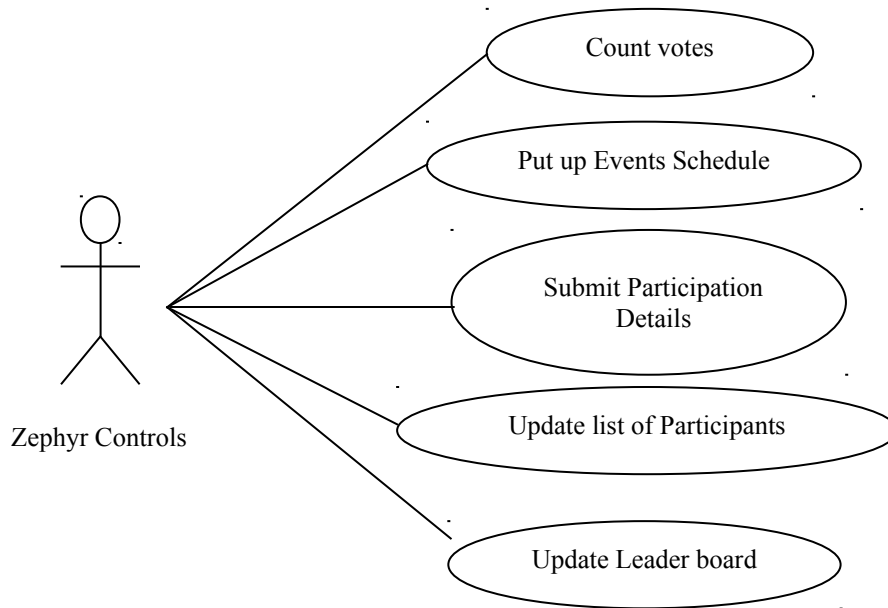 Count votes
Put up Events Schedule
Submit Participation
Details
Update list of Participants
Zephyr Controls
Update Leader board